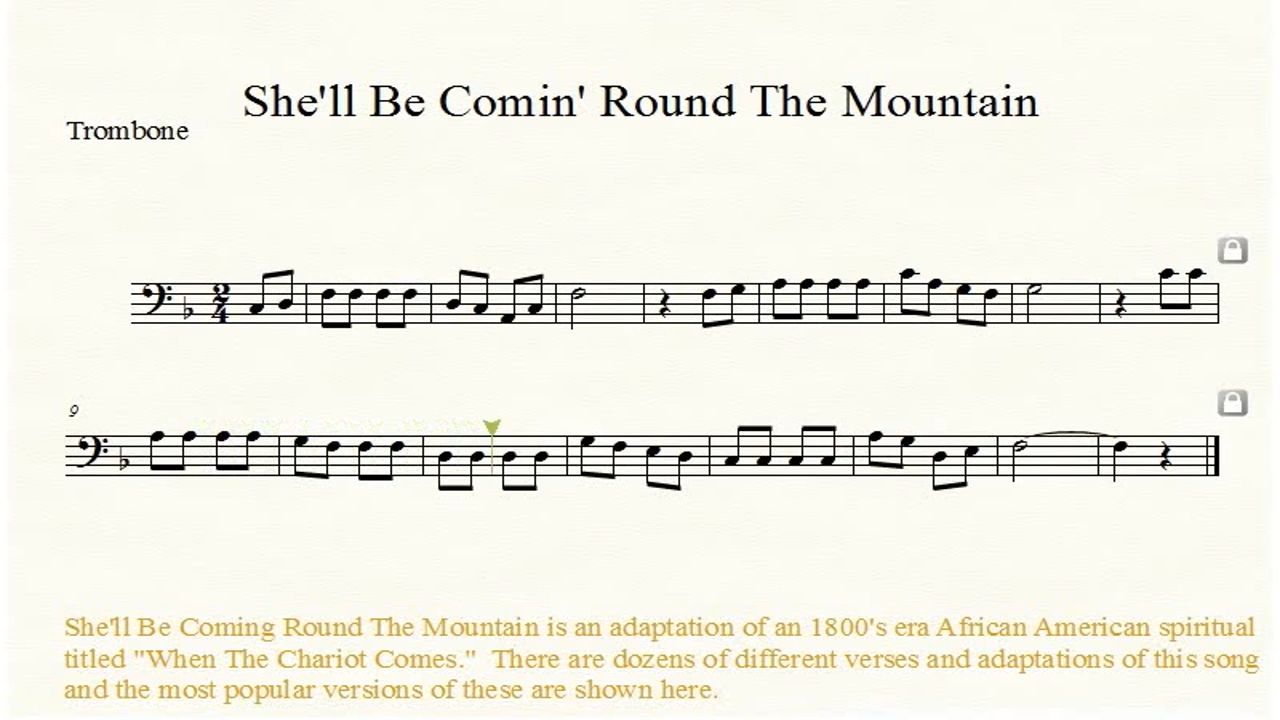 She'll Be Comin' Round The Mountain
Trombone
2
4
9
She'll Be Coming Round The Mountain is an adaptation of an 1800's era African American spiritual
titled "When The Chariot Comes."  There are dozens of different verses and adaptations of this song
and the most popular versions of these are shown here.